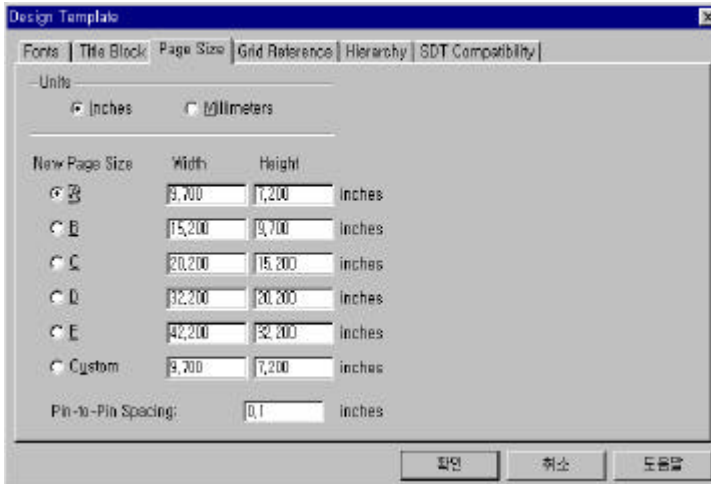 Design Template
Fonts Title Block Page Size Grid Reference Hierarchy SDT Compatibility
Units
Inches Millimeters
New Page Size Width Height
A 9,700 7,200 inches
B 15,200 9,700 inches
C 20,200 15,200 inches
D 32,200 20,200 inches
E 42,200 32,200 inches
Custom 9,700 7,200 inches
Pin-to-Pin Spacing: 0,1 inches
확인 취소 도움말